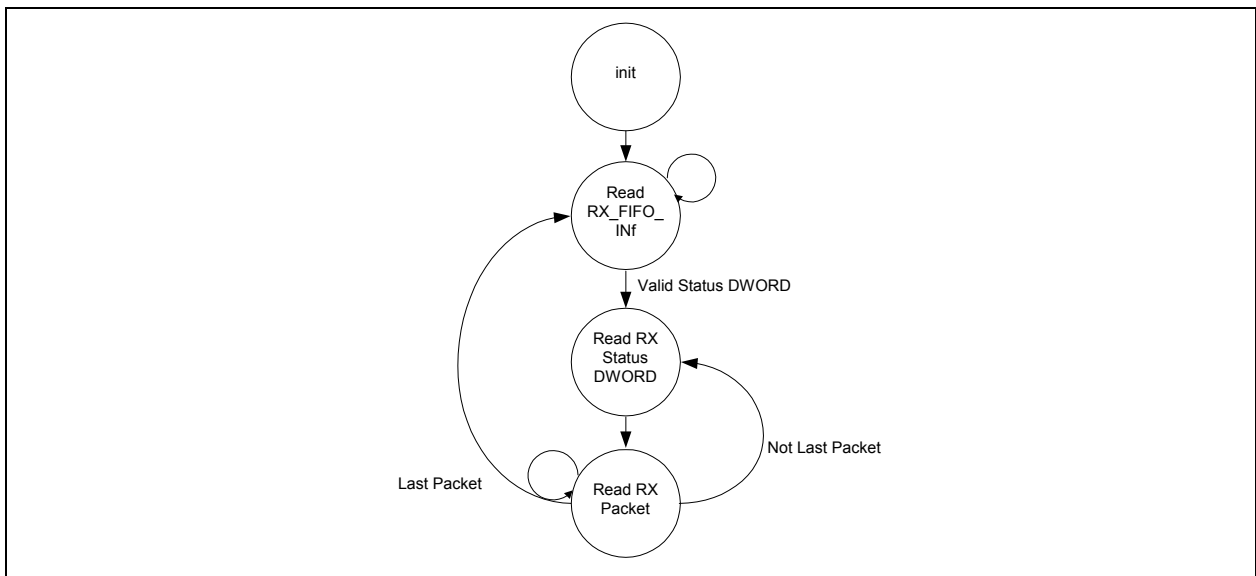 init
Read
RX_FIFO_
INf
Valid Status DWORD
Read RX
Status
DWORD
Not Last Packet
Last Packet
Read RX
Packet